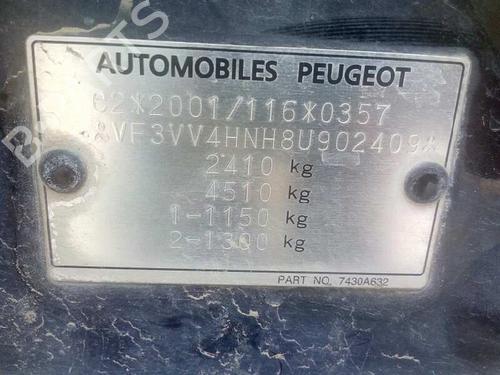 AUTOMOBILES PEUGEOT
e2*2001/116*0357
*VF3VV4HNH8U902409*
2410 kg
4510 kg
1-1150 kg
2-1300 kg
PART NO. 7430A632